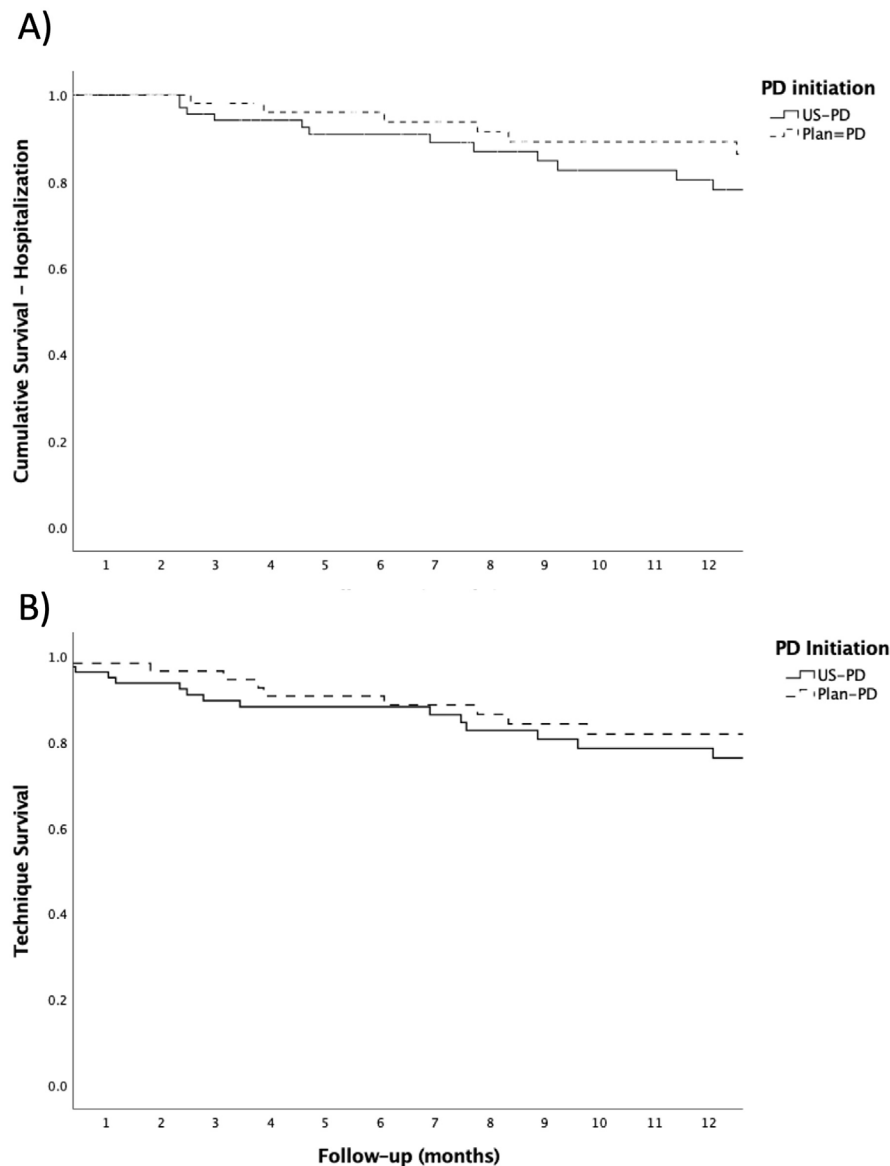 A)
PD initiation
US-PD
Plan=PD
1.0
0.8
0.6
0.4
0.2
0.0
Cumulative Survival - Hospitalization
1 2 3 4 5 6 7 8 9 10 11 12
B)
PD Initiation
US-PD
Plan-PD
1.0
0.8
0.6
0.4
0.2
0.0
Technique Survival
1 2 3 4 5 6 7 8 9 10 11 12
Follow-up (months)